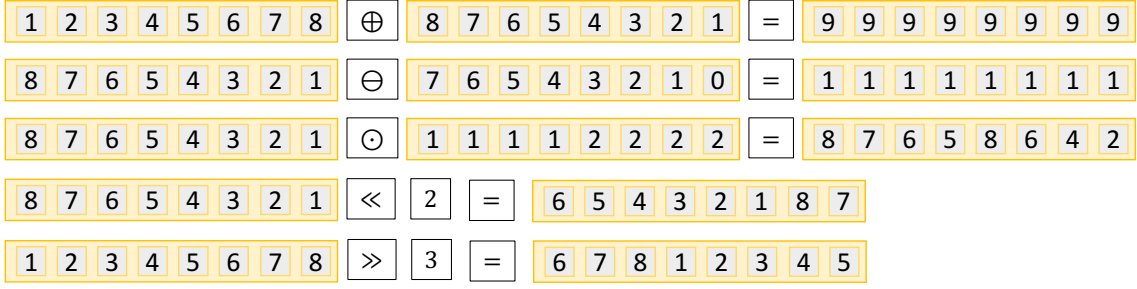 1 2 3 4 5 6 7 8 ⊕ 8 7 6 5 4 3 2 1 = 9 9 9 9 9 9 9 9
8 7 6 5 4 3 2 1 ⊖ 7 6 5 4 3 2 1 0 = 1 1 1 1 1 1 1 1
8 7 6 5 4 3 2 1 ⊙ 1 1 1 1 2 2 2 2 = 8 7 6 5 8 6 4 2
8 7 6 5 4 3 2 1 ≪ 2 = 6 5 4 3 2 1 8 7
1 2 3 4 5 6 7 8 ≫ 3 = 6 7 8 1 2 3 4 5